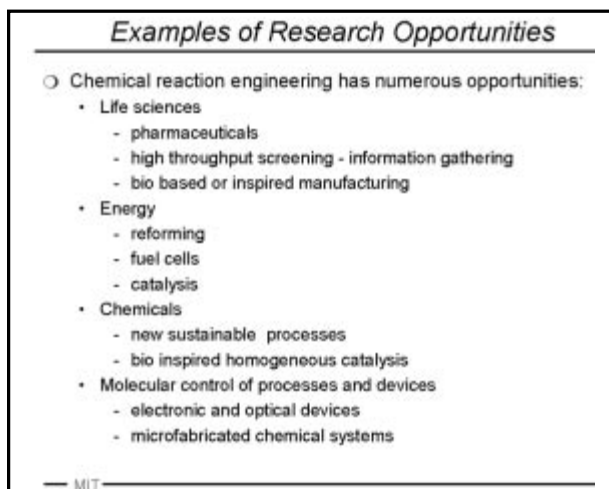 Examples of Research Opportunities
❍ Chemical reaction engineering has numerous opportunities:
• Life sciences
- pharmaceuticals
- high throughput screening - information gathering
- bio based or inspired manufacturing
• Energy
- reforming
- fuel cells
- catalysis
• Chemicals
- new sustainable processes
- bio inspired homogeneous catalysis
• Molecular control of processes and devices
- electronic and optical devices
- microfabricated chemical systems
MIT